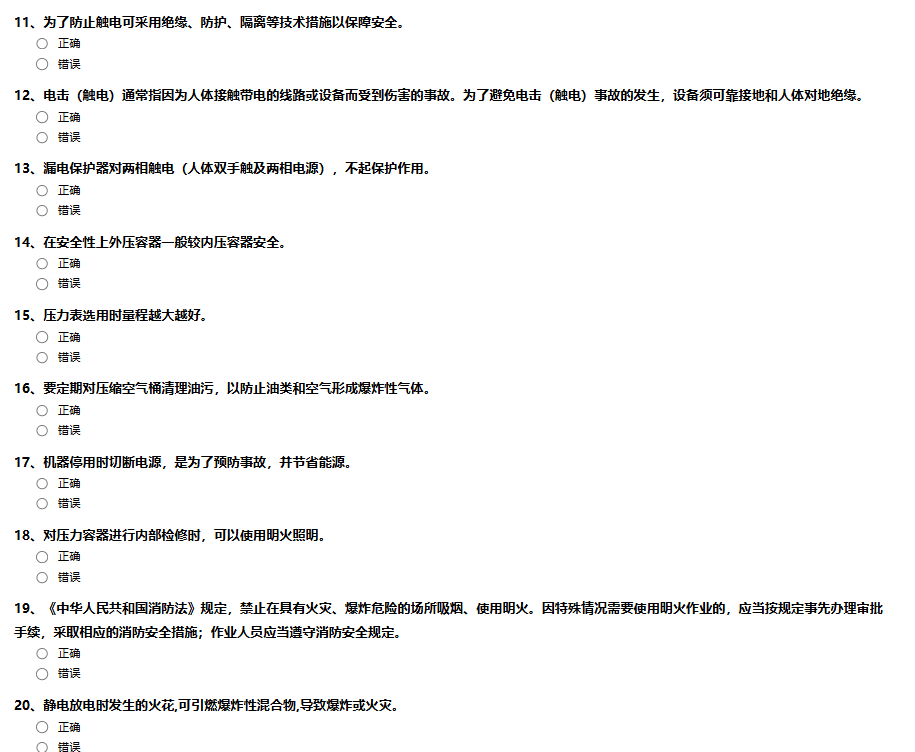 11、为了防止触电可采用绝缘、防护、隔离等技术措施以保障安全。
正确
错误
12、电击（触电）通常指因为人体接触带电的线路或设备而受到伤害的事故。为了避免电击（触电）事故的发生，设备须可靠接地和人体对地绝缘。
正确
错误
13、漏电保护器对两相触电（人体双手触及两相电源），不起保护作用。
正确
错误
14、在安全性上外压容器一般较内压容器安全。
正确
错误
15、压力表选用时量程越大越好。
正确
错误
16、要定期对压缩空气桶清理油污，以防止油类和空气形成爆炸性气体。
正确
错误
17、机器停用时切断电源，是为了预防事故，并节省能源。
正确
错误
18、对压力容器进行内部检修时，可以使用明火照明。
正确
错误
19、《中华人民共和国消防法》规定，禁止在具有火灾、爆炸危险的场所吸烟、使用明火。因特殊情况需要使用明火作业的，应当按规定事先办理审批
手续，采取相应的消防安全措施；作业人员应当遵守消防安全规定。
正确
错误
20、静电放电时发生的火花,可引燃爆炸性混合物,导致爆炸或火灾。
正确
错误